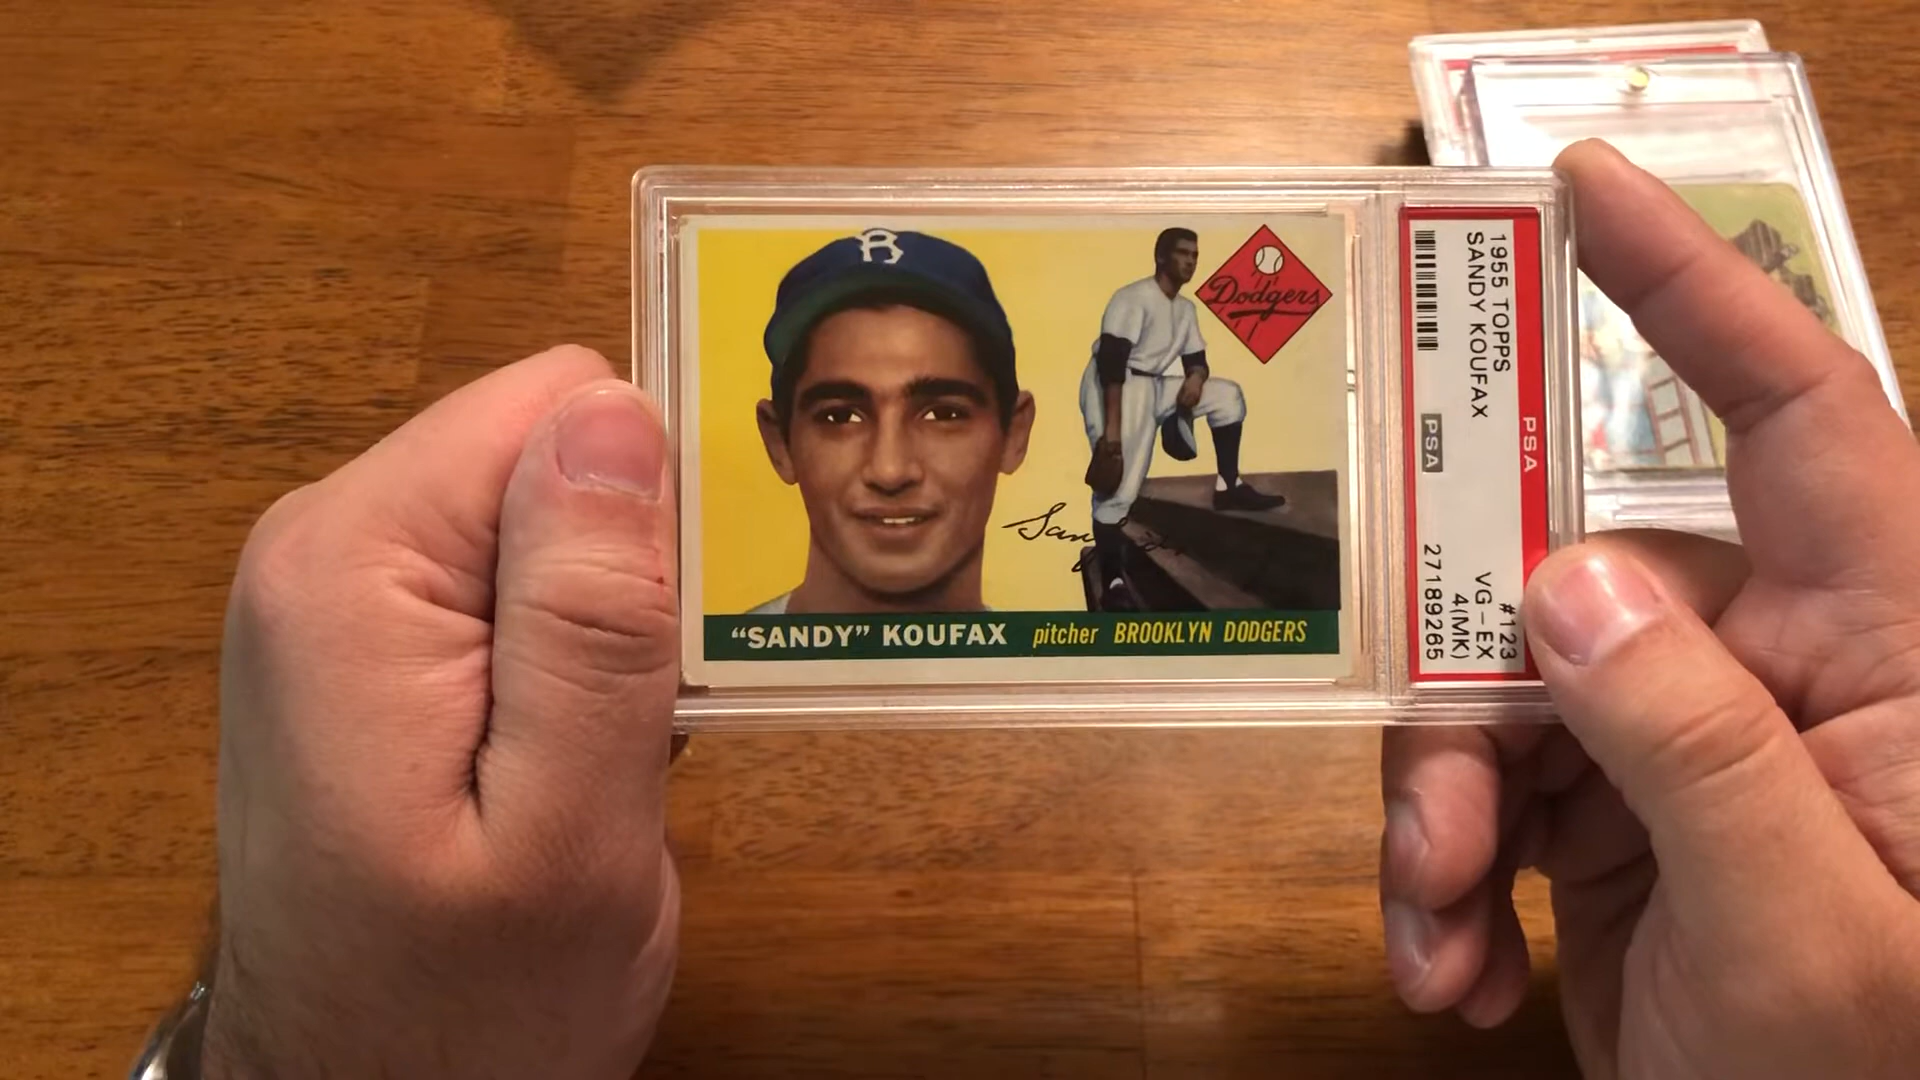 B
Dodgers
"SANDY" KOUFAX pitcher BROOKLYN DODGERS
1955 TOPPS #123
SANDY KOUFAX VG-EX
4(MK)
PSA 27189265
PSA